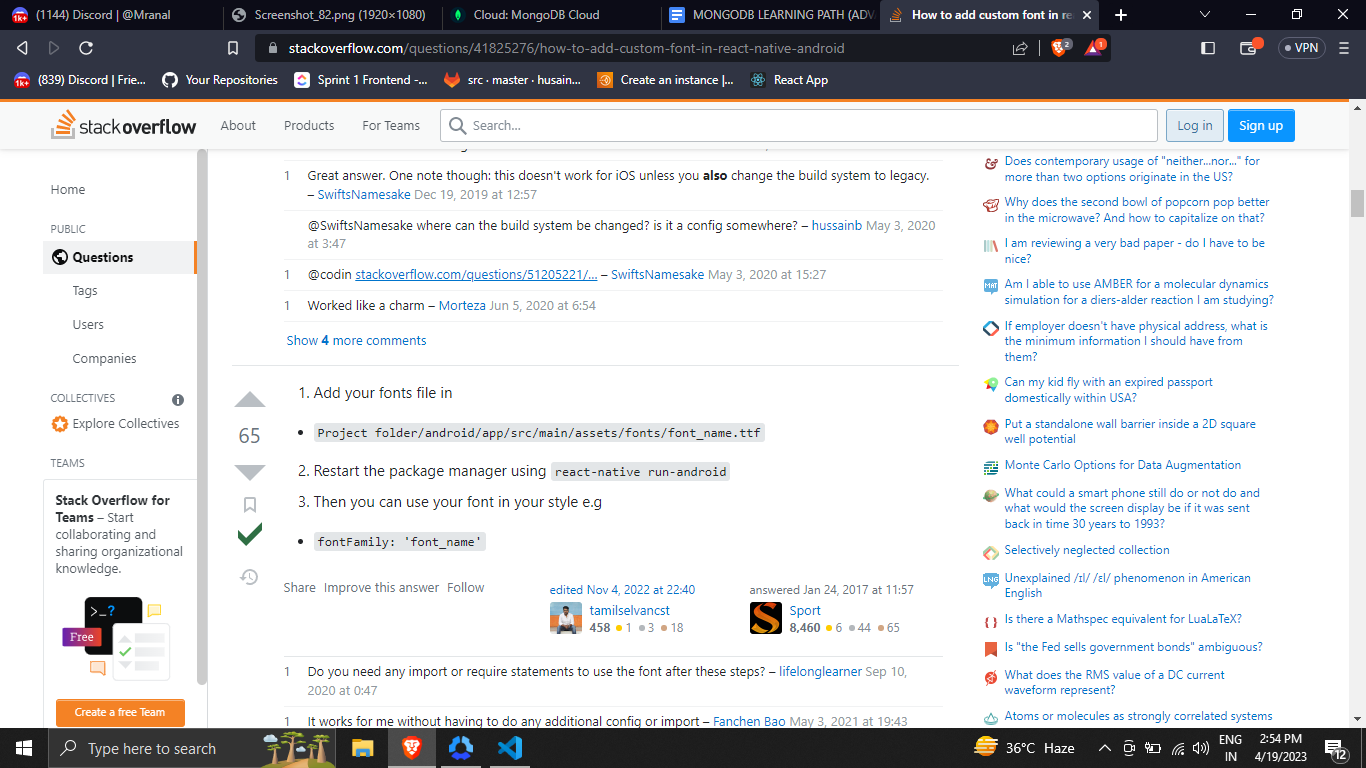 (1144) Discord | @Mranal
Screenshot_82.png (1920×1080)
Cloud: MongoDB Cloud
MONGODB LEARNING PATH (ADVA
How to add custom font in re
stackoverflow.com/questions/41825276/how-to-add-custom-font-in-react-native-android
2
1
VPN
(839) Discord | Frie...
Your Repositories
Sprint 1 Frontend -...
src · master · husain...
Create an instance |...
React App
stack overflow
About
Products
For Teams
Search...
Log in
Sign up
Home
PUBLIC
Questions
Tags
Users
Companies
COLLECTIVES
Explore Collectives
TEAMS
Stack Overflow for
Teams – Start
collaborating and
sharing organizational
knowledge.
>_?
Free
Create a free Team
1 Great answer. One note though: this doesn't work for iOS unless you also change the build system to legacy.
– SwiftsNamesake Dec 19, 2019 at 12:57
@SwiftsNamesake where can the build system be changed? is it a config somewhere? – hussainb May 3, 2020
at 3:47
1 @codin stackoverflow.com/questions/51205221/... – SwiftsNamesake May 3, 2020 at 15:27
1 Worked like a charm – Morteza Jun 5, 2020 at 6:54
Show 4 more comments
65
1. Add your fonts file in
• Project folder/android/app/src/main/assets/fonts/font_name.ttf
2. Restart the package manager using react-native run-android
3. Then you can use your font in your style e.g
• fontFamily: 'font_name'
Share Improve this answer Follow
edited Nov 4, 2022 at 22:40
tamilselvancst
458 1 3 18
answered Jan 24, 2017 at 11:57
Sport
8,460 6 44 65
1 Do you need any import or require statements to use the font after these steps? – lifelonglearner Sep 10,
2020 at 0:47
1 It works for me without having to do any additional config or import – Fanchen Bao May 3, 2021 at 19:43
Does contemporary usage of "neither...nor..." for
more than two options originate in the US?
Why does the second bowl of popcorn pop better
in the microwave? And how to capitalize on that?
I am reviewing a very bad paper - do I have to be
nice?
Am I able to use AMBER for a molecular dynamics
simulation for a diers-alder reaction I am studying?
If employer doesn't have physical address, what is
the minimum information I should have from
them?
Can my kid fly with an expired passport
domestically within USA?
Put a standalone wall barrier inside a 2D square
well potential
Monte Carlo Options for Data Augmentation
What could a smart phone still do or not do and
what would the screen display be if it was sent
back in time 30 years to 1993?
Selectively neglected collection
Unexplained /ɪl/ /ɛl/ phenomenon in American
English
Is there a Mathspec equivalent for LuaLaTeX?
Is "the Fed sells government bonds" ambiguous?
What does the RMS value of a DC current
waveform represent?
Atoms or molecules as strongly correlated systems
Type here to search
36°C Haze
ENG
IN
2:54 PM
4/19/2023
12